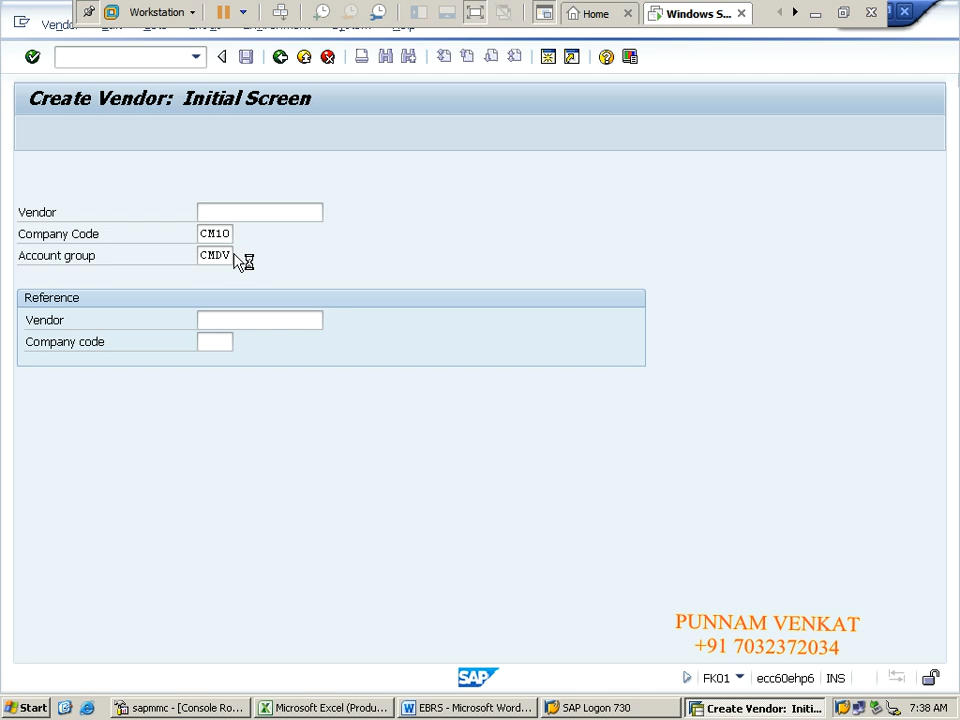 Workstation
Home
Windows S...
Create Vendor: Initial Screen
Vendor
Company Code CM10
Account group CMDV
Reference
Vendor
Company code
PUNNAM VENKAT
+91 7032372034
SAP
FK01 ecc60ehp6 INS
Start sapmmc - [Console Ro... Microsoft Excel (Produ... EBRS - Microsoft Word... SAP Logon 730 Create Vendor: Initi... 7:38 AM